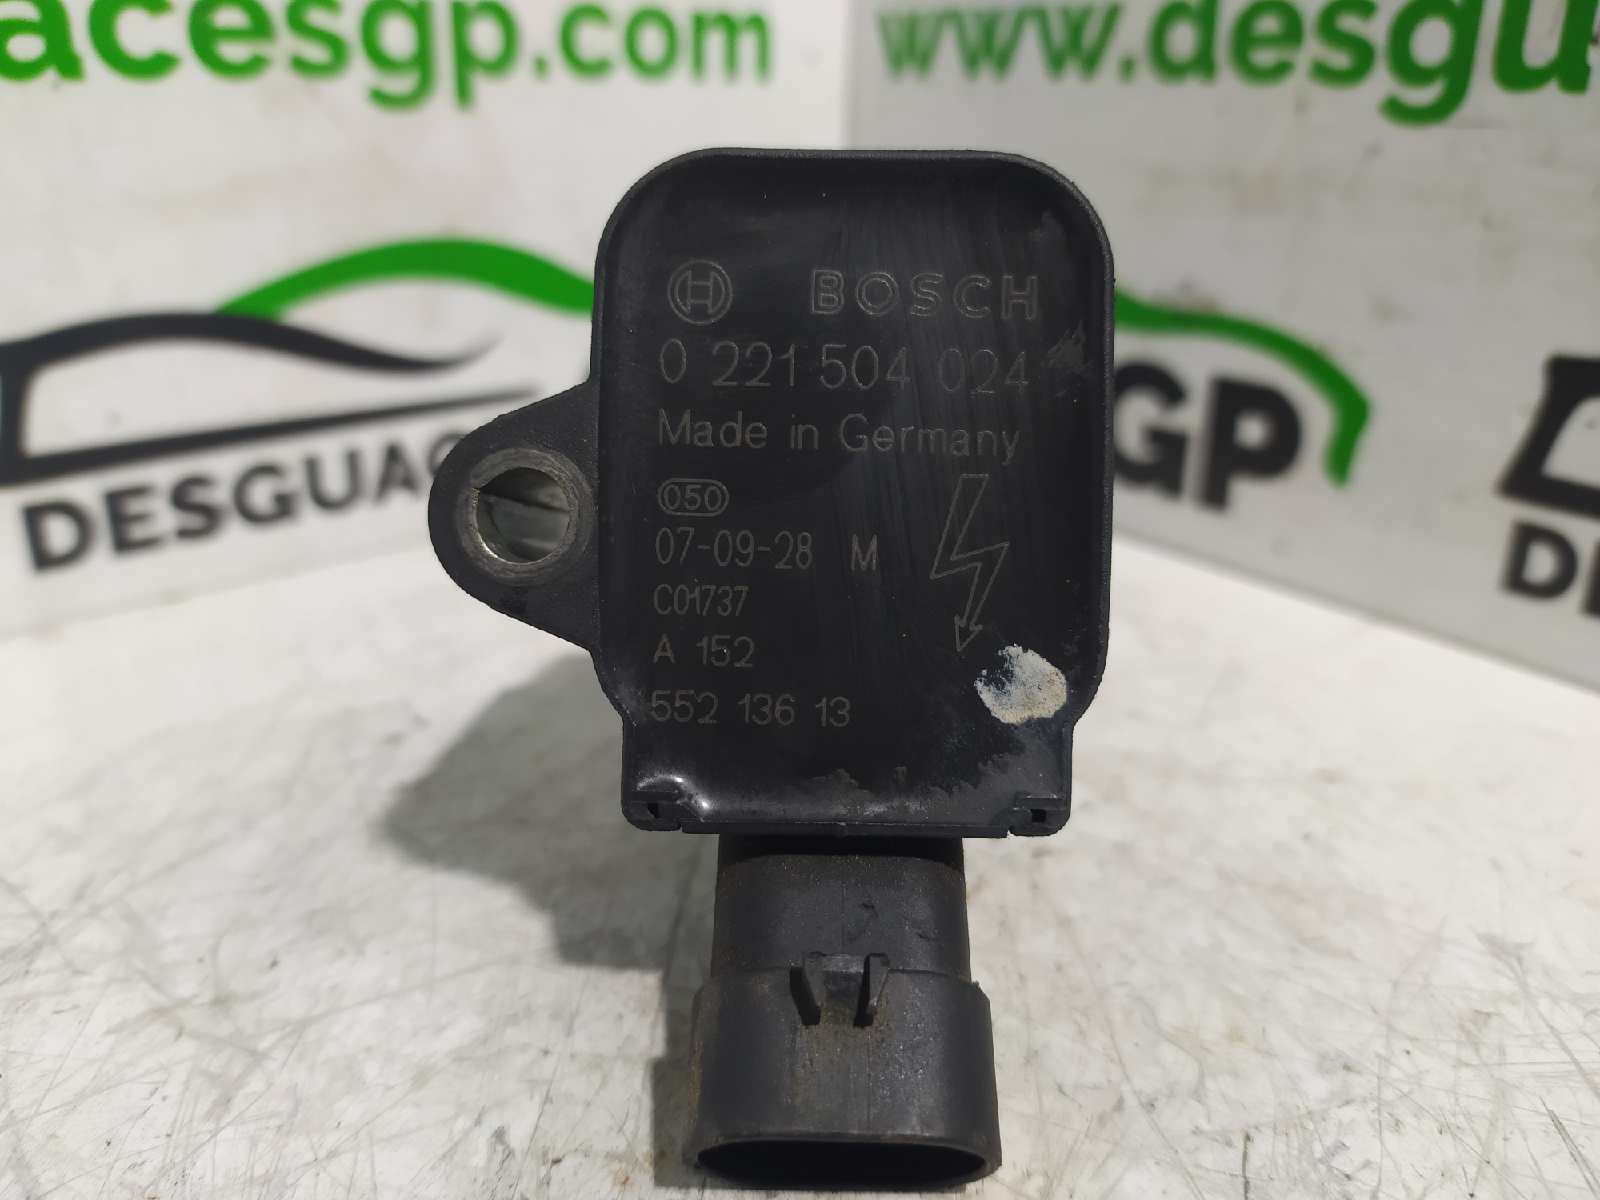 acesgp.com
www.desgu
BOSCH
0 221 504 024
Made in Germany
050
07-09-28 M
C01737
A 152
552 136 13
DESGUAC
GP